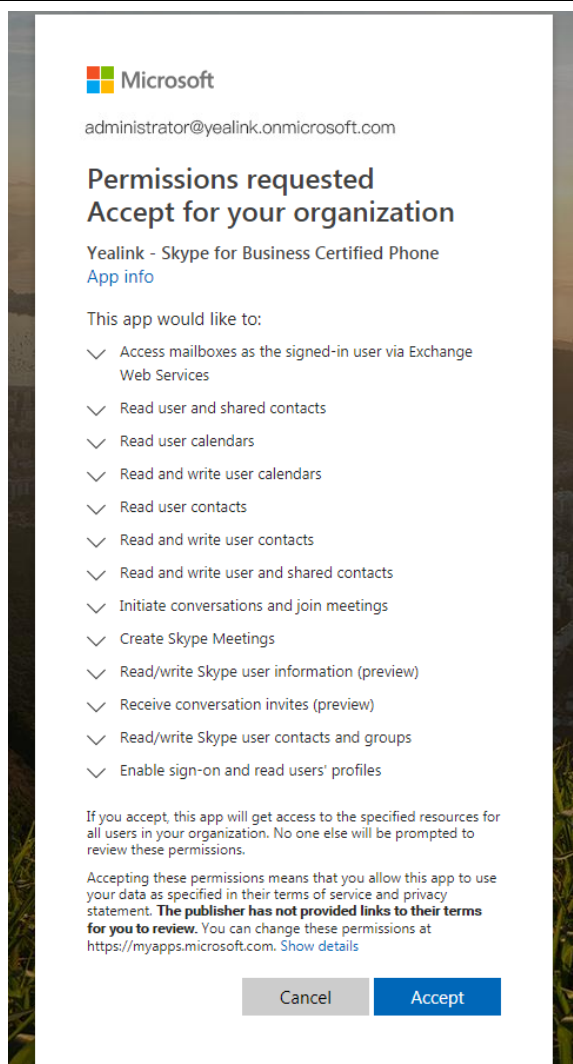 Microsoft
administrator@yealink.onmicrosoft.com
Permissions requested
Accept for your organization
Yealink - Skype for Business Certified Phone
App info
This app would like to:
Access mailboxes as the signed-in user via Exchange
Web Services
Read user and shared contacts
Read user calendars
Read and write user calendars
Read user contacts
Read and write user contacts
Read and write user and shared contacts
Initiate conversations and join meetings
Create Skype Meetings
Read/write Skype user information (preview)
Receive conversation invites (preview)
Read/write Skype user contacts and groups
Enable sign-on and read users' profiles
If you accept, this app will get access to the specified resources for
all users in your organization. No one else will be prompted to
review these permissions.
Accepting these permissions means that you allow this app to use
your data as specified in their terms of service and privacy
statement. The publisher has not provided links to their terms
for you to review. You can change these permissions at
https://myapps.microsoft.com. Show details
Cancel
Accept